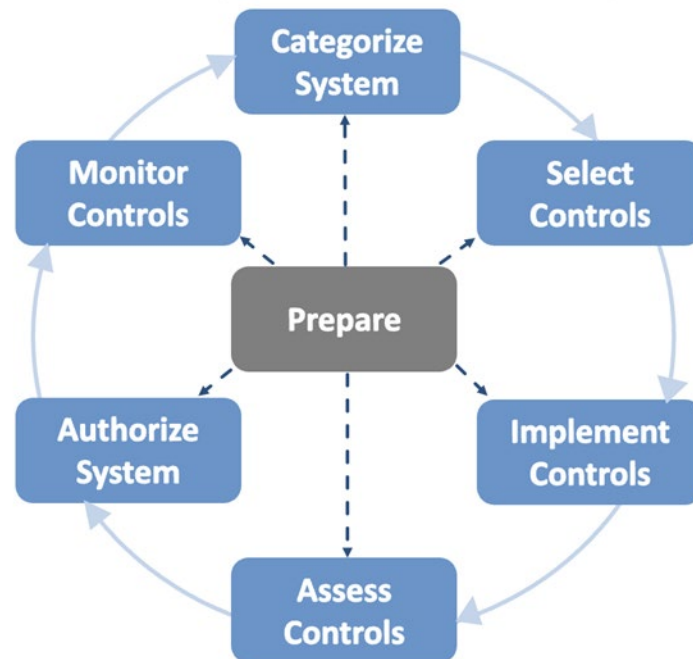 Categorize
System
Monitor
Controls
Select
Controls
Prepare
Authorize
System
Implement
Controls
Assess
Controls